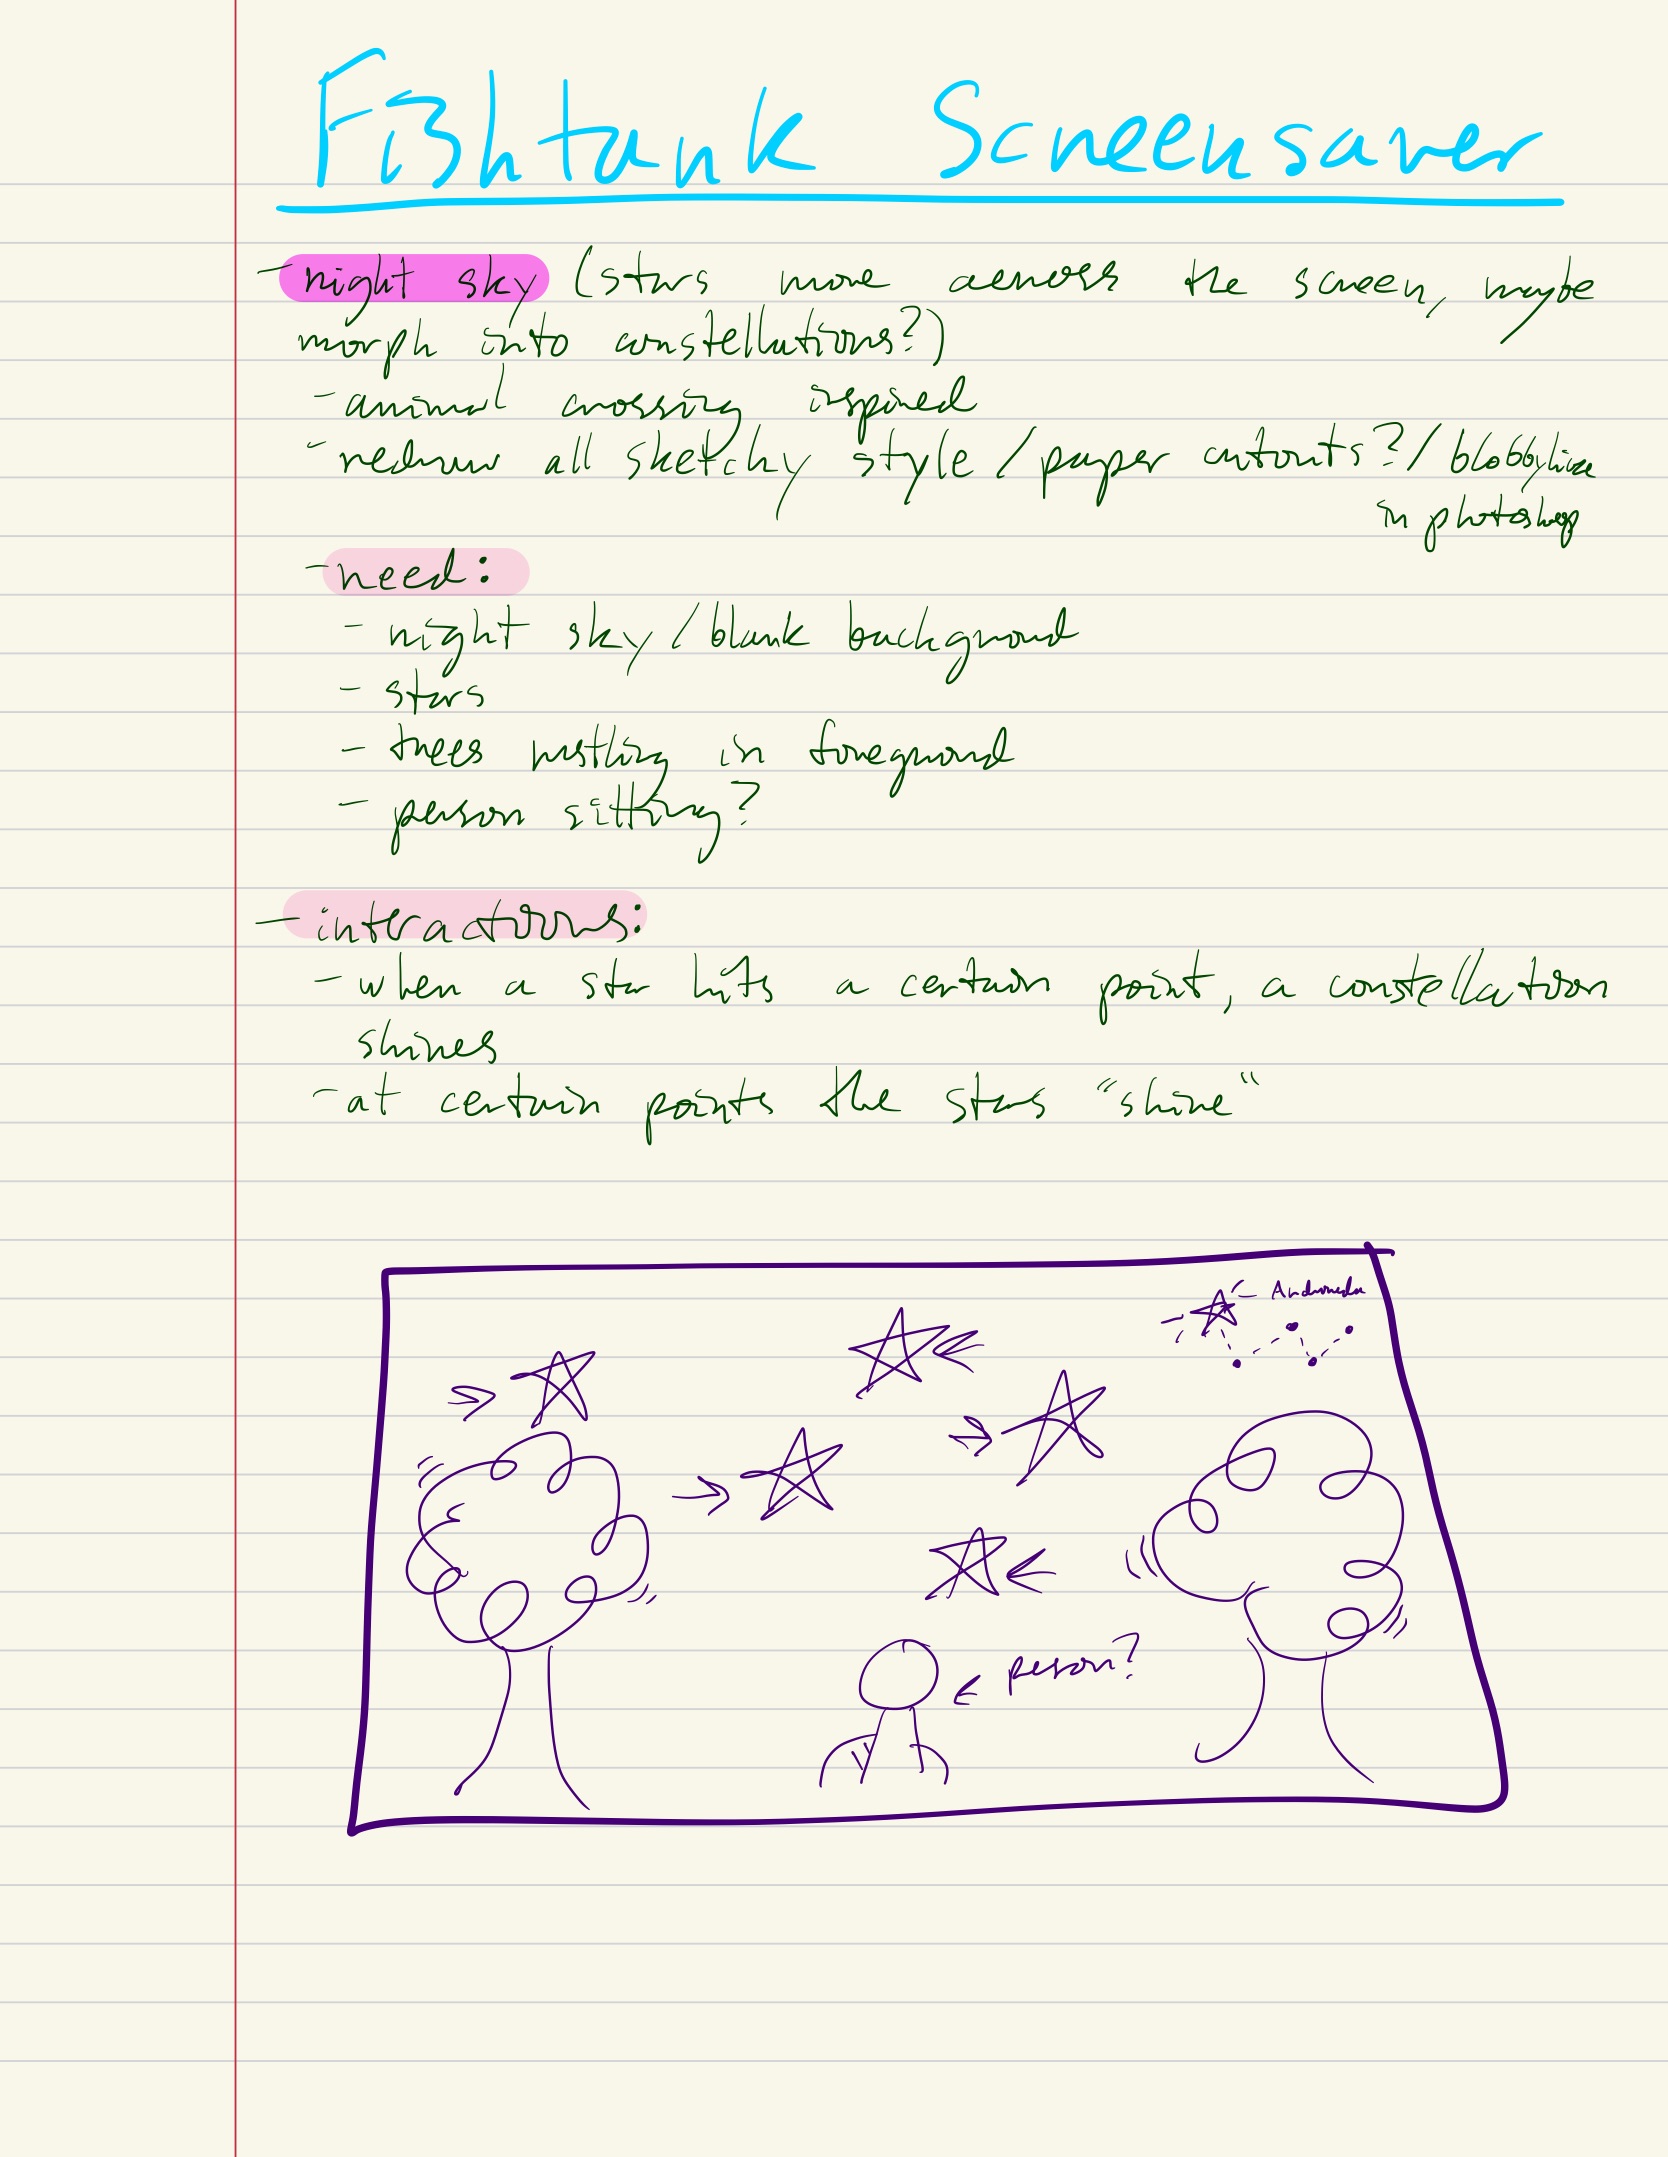 Fishtank Screensaver
- night sky (stars move across the screen, maybe
morph into constellations?)
- animal crossing inspired
- redraw all sketchy style / paper cutouts? / blobbyline
in photoshop
- need:
- night sky / blank background
- stars
- trees rustling in foreground
- person sitting?
- interactions:
- when a star hits a certain point, a constellation
shines
- at certain points the stars "shine"
Andromeda
person?